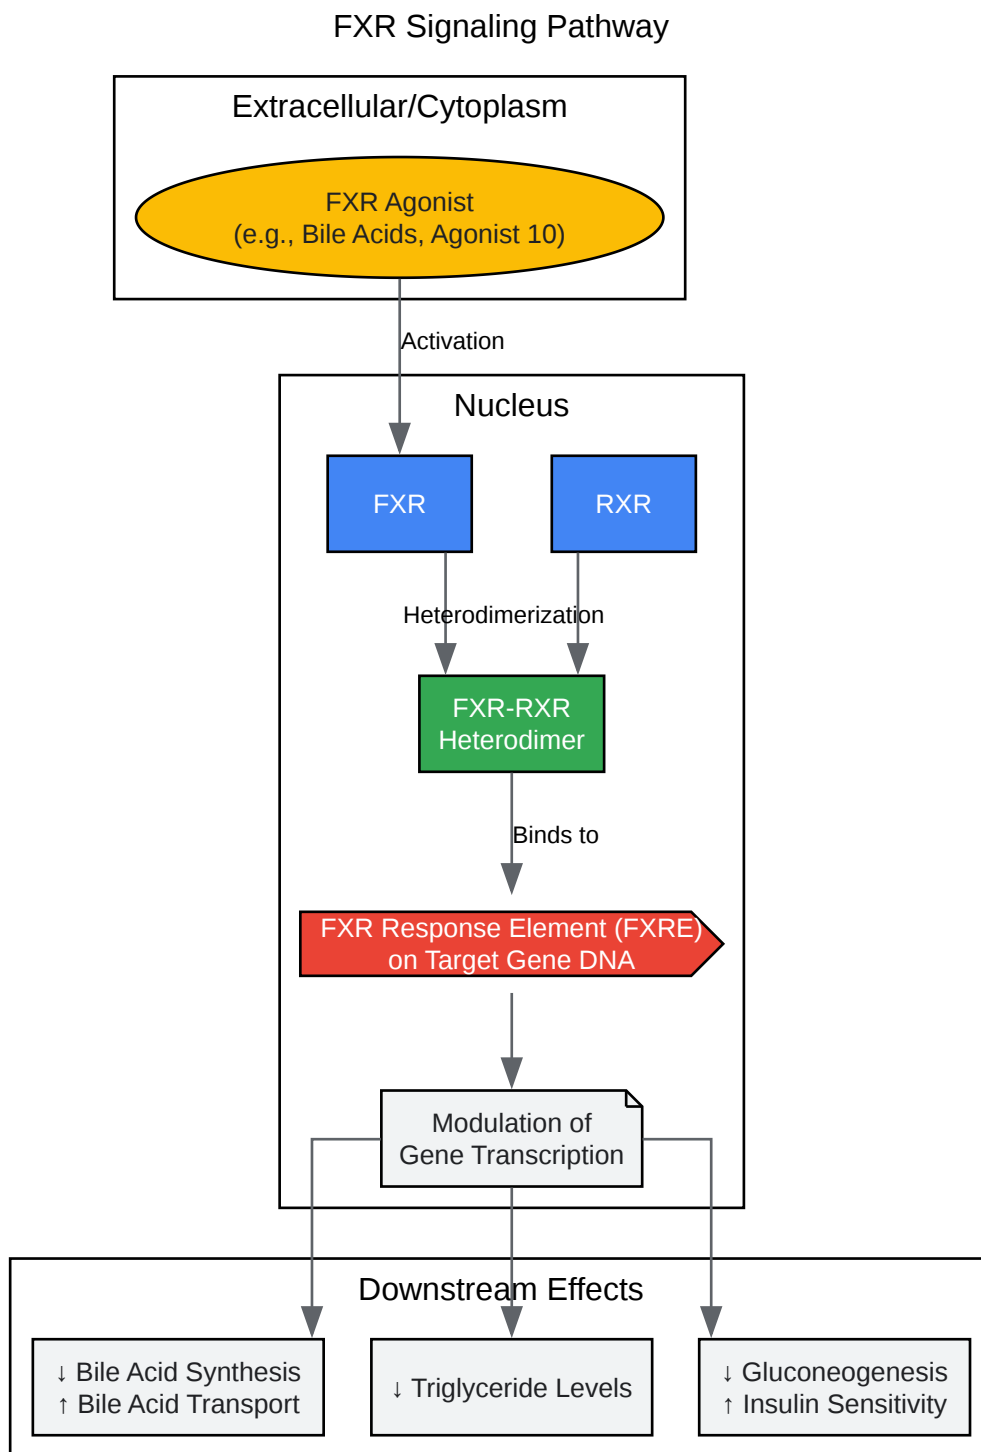 FXR Signaling Pathway
Extracellular/Cytoplasm
FXR Agonist
(e.g., Bile Acids, Agonist 10)
Activation
Nucleus
FXR
RXR
Heterodimerization
FXR-RXR
Heterodimer
Binds to
FXR Response Element (FXRE)
on Target Gene DNA
Modulation of
Gene Transcription
Downstream Effects
↓ Bile Acid Synthesis
↑ Bile Acid Transport
↓ Triglyceride Levels
↓ Gluconeogenesis
↑ Insulin Sensitivity